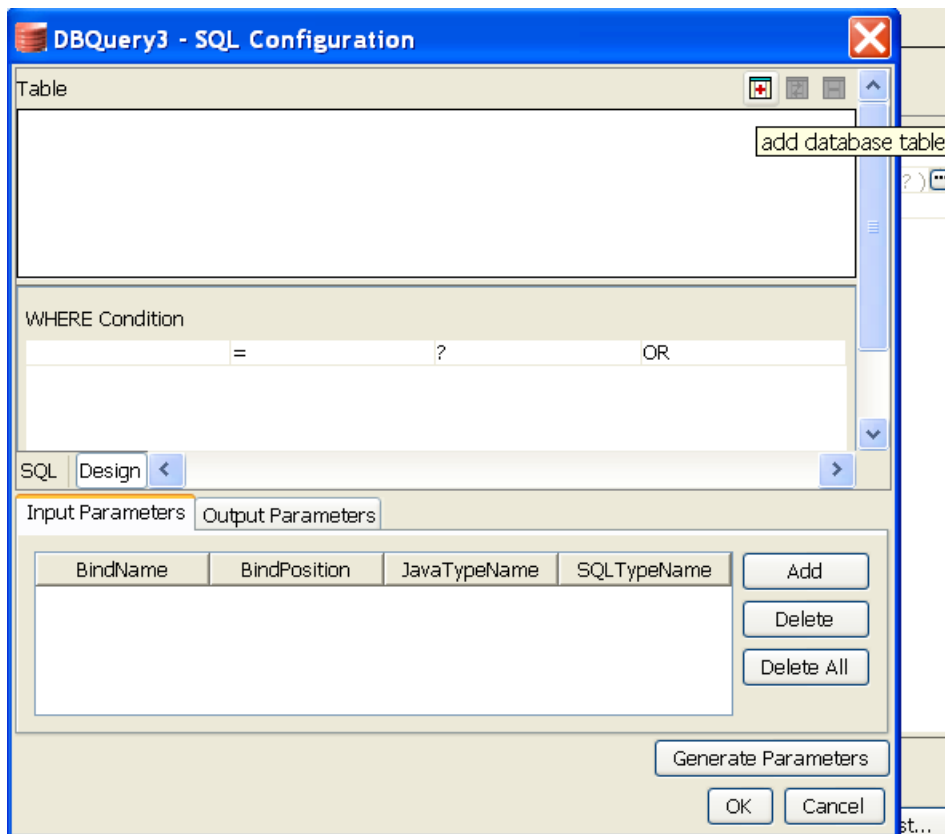 DBQuery3 - SQL Configuration
Table
add database table
? )
WHERE Condition
= ? OR
SQL Design
Input Parameters Output Parameters
BindName BindPosition JavaTypeName SQLTypeName
Add
Delete
Delete All
Generate Parameters
OK Cancel
st...